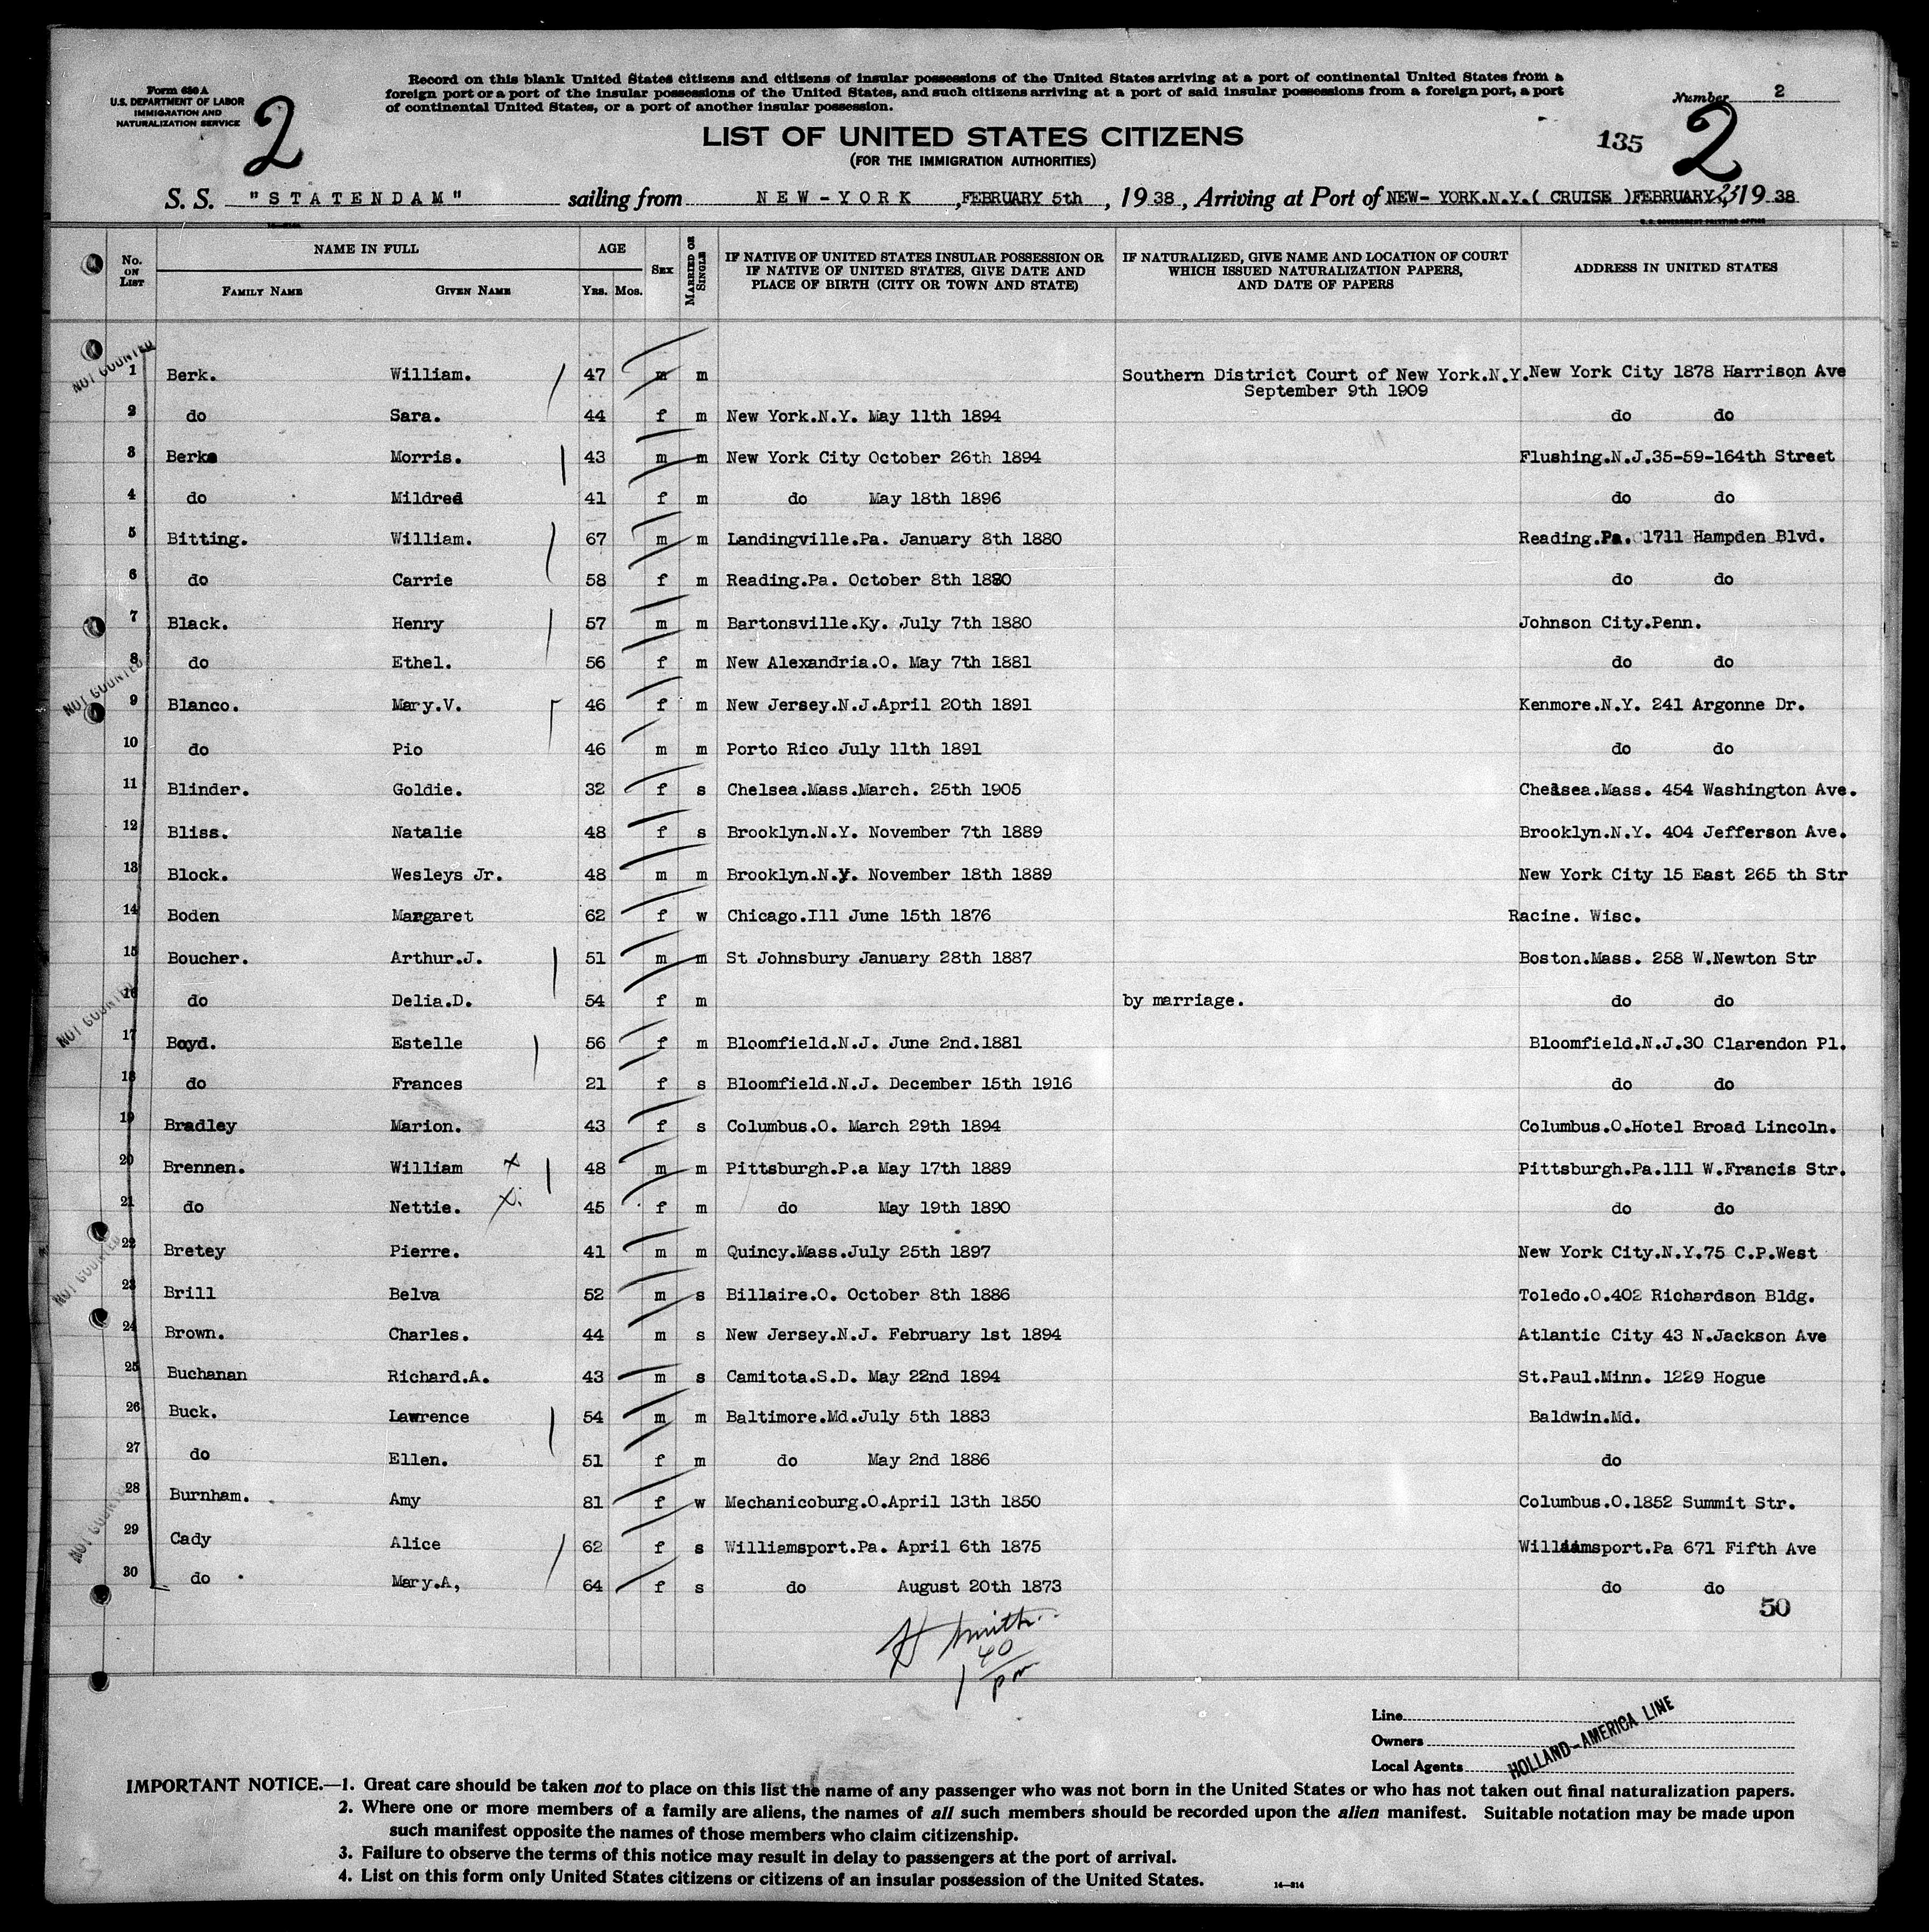 Form 630 A
U.S. DEPARTMENT OF LABOR
IMMIGRATION AND
NATURALIZATION SERVICE
2
Record on this blank United States citizens and citizens of insular possessions of the United States arriving at a port of continental United States from a
foreign port or a port of the insular possessions of the United States, and such citizens arriving at a port of said insular possessions from a foreign port, a port
of continental United States, or a port of another insular possession.
Number 2
LIST OF UNITED STATES CITIZENS
(FOR THE IMMIGRATION AUTHORITIES)
135
2
S. S. "STATENDAM" sailing from NEW-YORK, FEBRUARY 5th, 1938, Arriving at Port of NEW-YORK.N.Y.( CRUISE )FEBRUARY 1938
U.S. GOVERNMENT PRINTING OFFICE
No. ON LIST
NAME IN FULL
FAMILY NAME GIVEN NAME
AGE
YRS. MOS.
SEX
MARRIED OR SINGLE
IF NATIVE OF UNITED STATES INSULAR POSSESSION OR
IF NATIVE OF UNITED STATES, GIVE DATE AND
PLACE OF BIRTH (CITY OR TOWN AND STATE)
IF NATURALIZED, GIVE NAME AND LOCATION OF COURT
WHICH ISSUED NATURALIZATION PAPERS,
AND DATE OF PAPERS
ADDRESS IN UNITED STATES
NOT COUNTED
1 Berk. William. 47 m m Southern District Court of New York.N.Y. New York City 1878 Harrison Ave
September 9th 1909
2 do Sara. 44 f m New York.N.Y. May 11th 1894 do do
3 Berks Morris. 43 m m New York City October 26th 1894 Flushing.N.J.35-59-164th Street
4 do Mildred 41 f m do May 18th 1896 do do
5 Bitting. William. 67 m m Landingville.Pa. January 8th 1880 Reading.Pa. 1711 Hampden Blvd.
6 do Carrie 58 f m Reading.Pa. October 8th 1880 do do
7 Black. Henry 57 m m Bartonsville.Ky. July 7th 1880 Johnson City.Penn.
8 do Ethel. 56 f m New Alexandria.O. May 7th 1881 do do
NOT COUNTED
9 Blanco. Mary.V. 46 f m New Jersey.N.J.April 20th 1891 Kenmore.N.Y. 241 Argonne Dr.
10 do Pio 46 m m Porto Rico July 11th 1891 do do
11 Blinder. Goldie. 32 f s Chelsea.Mass.March. 25th 1905 Chelsea.Mass. 454 Washington Ave.
12 Bliss. Natalie 48 f s Brooklyn.N.Y. November 7th 1889 Brooklyn.N.Y. 404 Jefferson Ave.
13 Block. Wesleys Jr. 48 m m Brooklyn.N.Y. November 18th 1889 New York City 15 East 265 th Str
14 Boden Margaret 62 f w Chicago.Ill June 15th 1876 Racine. Wisc.
15 Boucher. Arthur.J. 51 m m St Johnsbury January 28th 1887 Boston.Mass. 258 W.Newton Str
16 do Delia.D. 54 f m by marriage. do do
NOT COUNTED
17 Boyd. Estelle 56 f m Bloomfield.N.J. June 2nd.1881 Bloomfield.N.J.30 Clarendon Pl.
18 do Frances 21 f s Bloomfield.N.J. December 15th 1916 do do
19 Bradley Marion. 43 f s Columbus.O. March 29th 1894 Columbus.O.Hotel Broad Lincoln.
20 Brennen. William x 48 m m Pittsburgh.P.a May 17th 1889 Pittsburgh.Pa.111 W.Francis Str.
21 do Nettie. x 45 f m do May 19th 1890 do do
22 Bretey Pierre. 41 m m Quincy.Mass.July 25th 1897 New York City.N.Y.75 C.P.West
NOT COUNTED
23 Brill Belva 52 m s Billaire.O. October 8th 1886 Toledo.O.402 Richardson Bldg.
24 Brown. Charles. 44 m s New Jersey.N.J. February 1st 1894 Atlantic City 43 N.Jackson Ave
25 Buchanan Richard.A. 43 m s Camitota.S.D. May 22nd 1894 St.Paul.Minn. 1229 Hogue
26 Buck. Lawrence 54 m m Baltimore.Md.July 5th 1883 Baldwin.Md.
27 do Ellen. 51 f m do May 2nd 1886 do
28 Burnham. Amy 81 f w Mechanicoburg.O.April 13th 1850 Columbus.O.1852 Summit Str.
NOT COUNTED
29 Cady Alice 62 f s Williamsport.Pa. April 6th 1875 Williamsport.Pa 671 Fifth Ave
30 do Mary.A, 64 f s do August 20th 1873 do do
50
H Smith
1 40
pm
Line
Owners
Local Agents
HOLLAND-AMERICA LINE
IMPORTANT NOTICE.—1. Great care should be taken not to place on this list the name of any passenger who was not born in the United States or who has not taken out final naturalization papers.
2. Where one or more members of a family are aliens, the names of all such members should be recorded upon the alien manifest. Suitable notation may be made upon
such manifest opposite the names of those members who claim citizenship.
3. Failure to observe the terms of this notice may result in delay to passengers at the port of arrival.
4. List on this form only United States citizens or citizens of an insular possession of the United States.
14—814